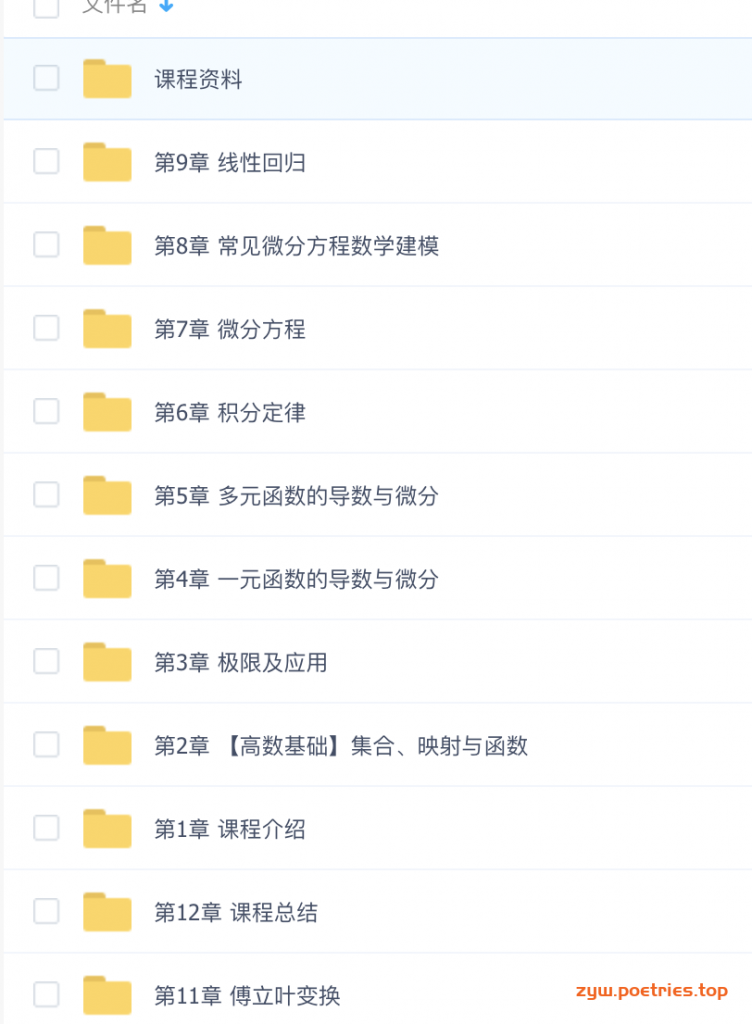 文件名
课程资料
第9章 线性回归
第8章 常见微分方程数学建模
第7章 微分方程
第6章 积分定律
第5章 多元函数的导数与微分
第4章 一元函数的导数与微分
第3章 极限及应用
第2章 【高数基础】集合、映射与函数
第1章 课程介绍
第12章 课程总结
第11章 傅立叶变换
zyw.poetries.top